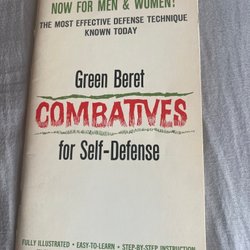 NOW FOR MEN & WOMEN!
THE MOST EFFECTIVE DEFENSE TECHNIQUE
KNOWN TODAY
Green Beret
COMBATIVES
for Self-Defense
FULLY ILLUSTRATED • EASY-TO-LEARN • STEP-BY-STEP INSTRUCTION